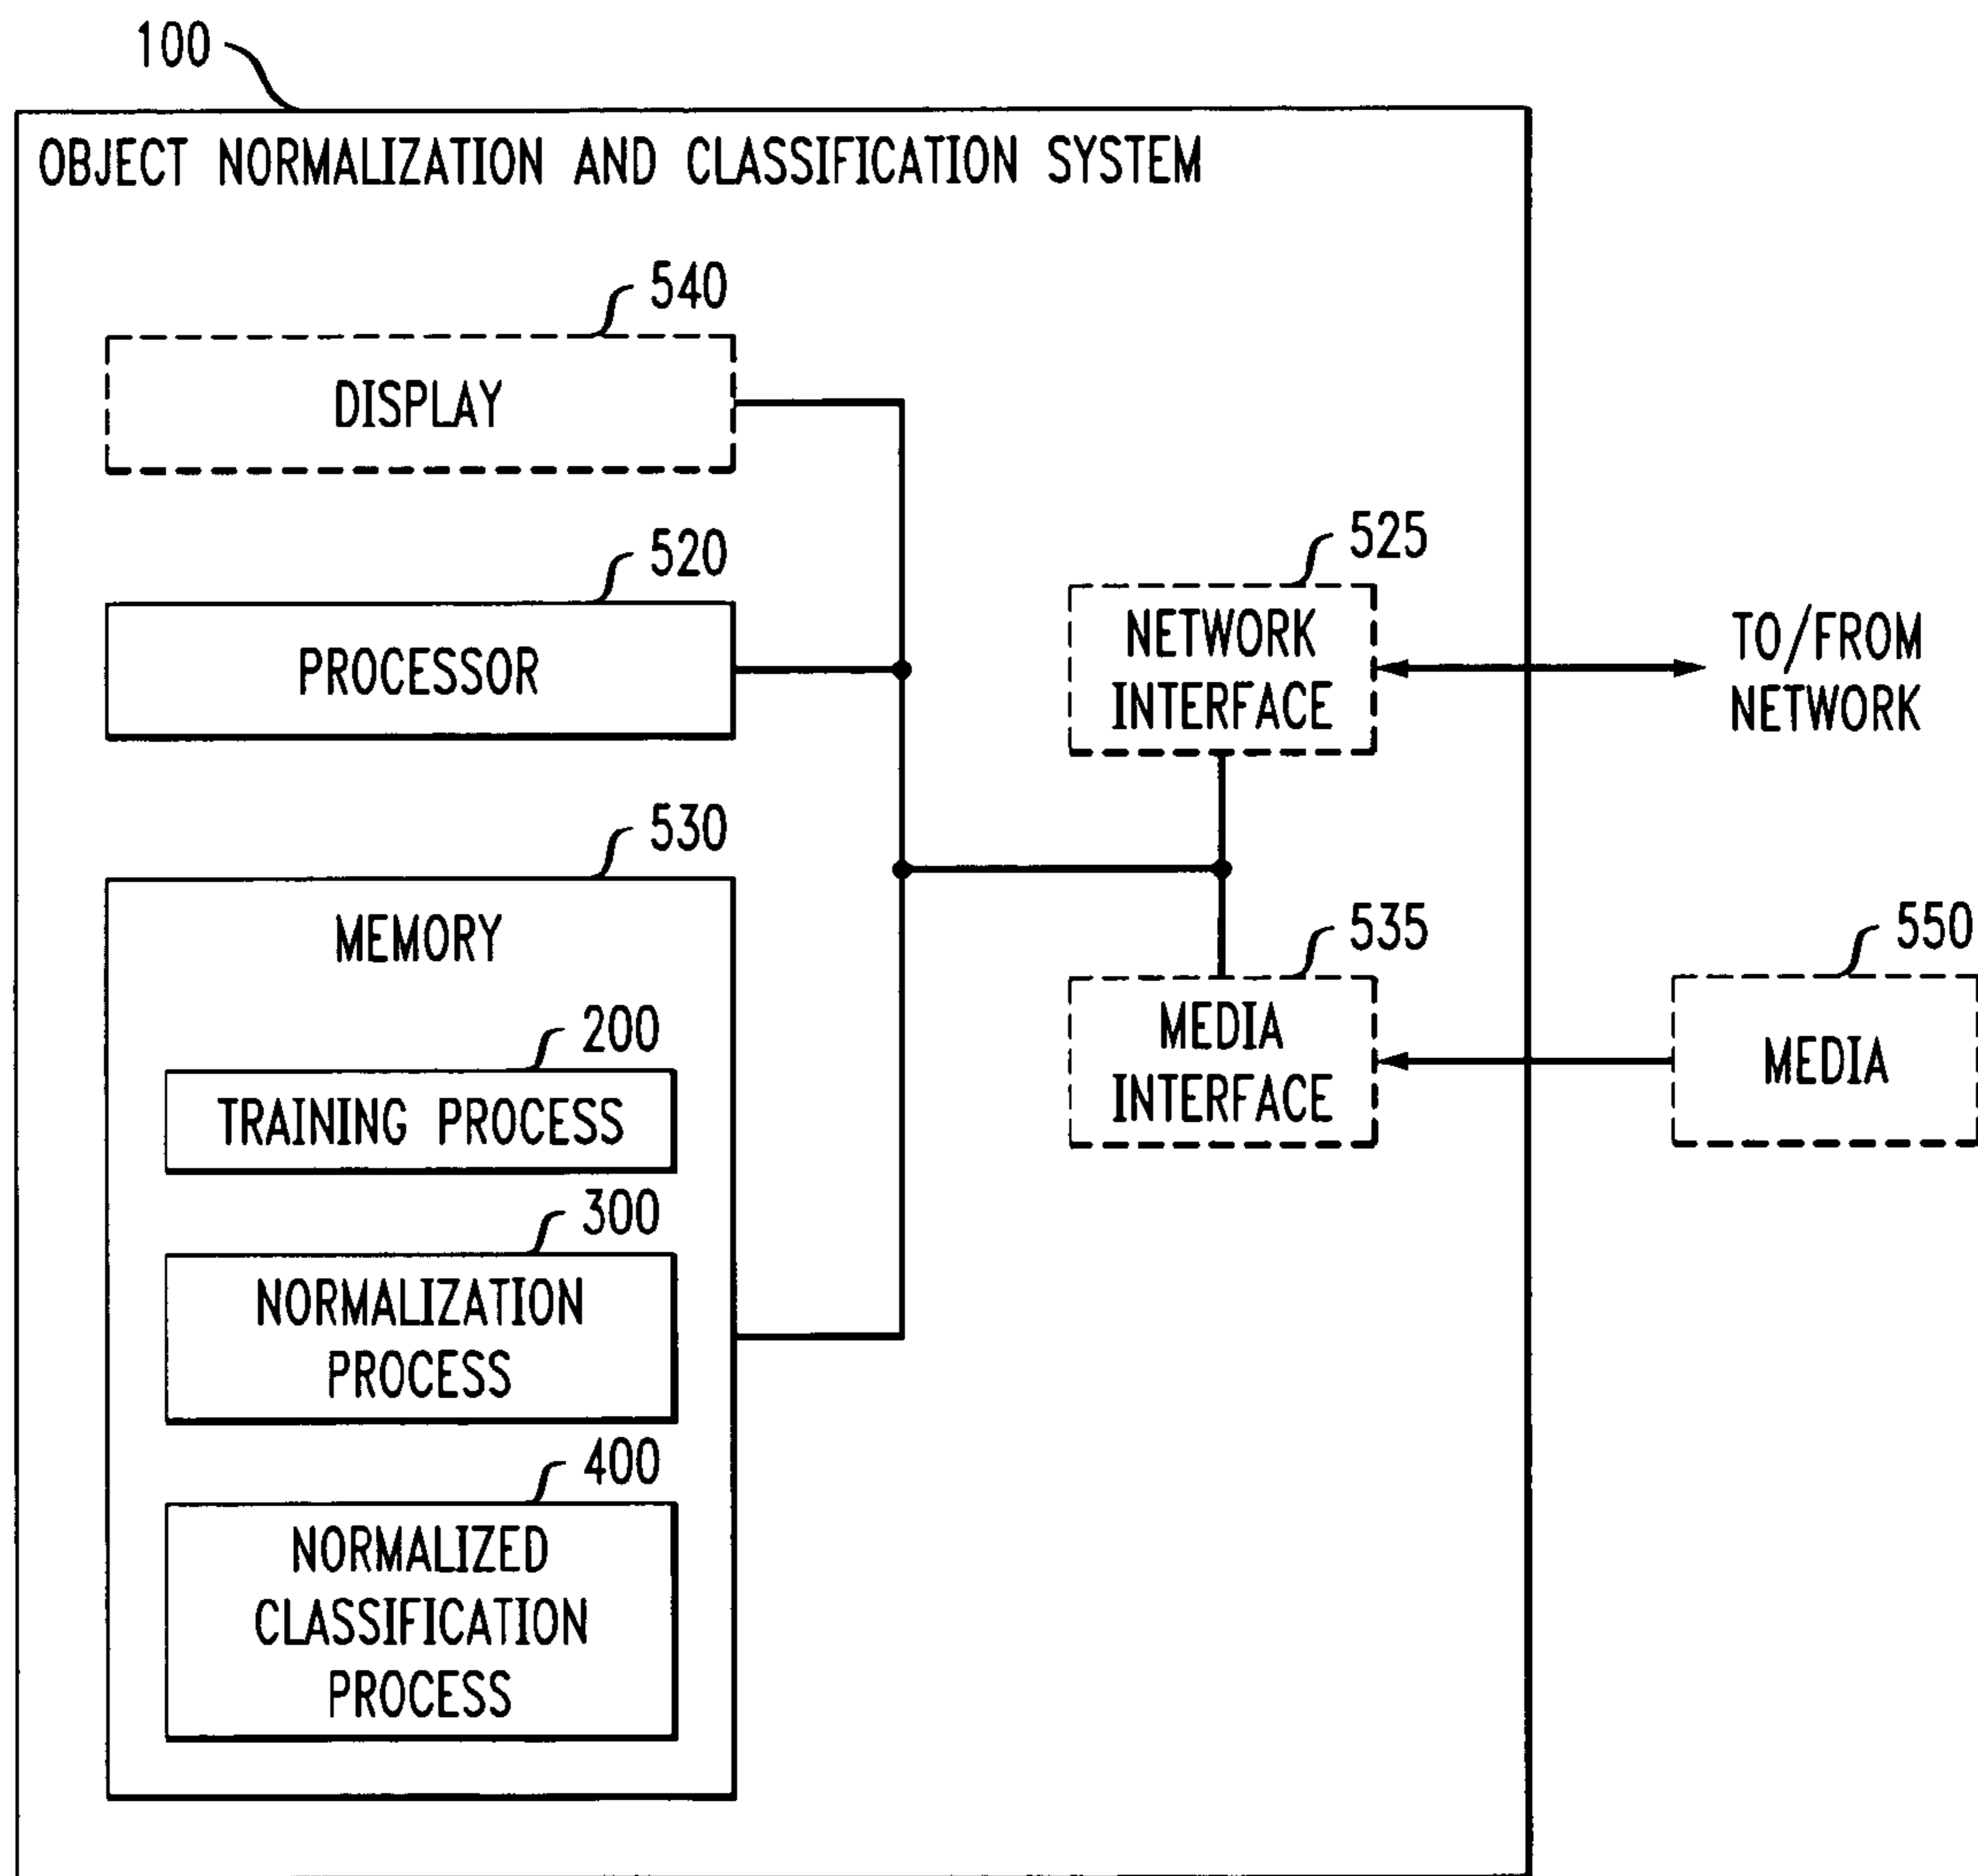 100
OBJECT NORMALIZATION AND CLASSIFICATION SYSTEM
540
DISPLAY
520
PROCESSOR
525
NETWORK
INTERFACE
TO/FROM
NETWORK
530
MEMORY
535
MEDIA
INTERFACE
550
MEDIA
200
TRAINING PROCESS
300
NORMALIZATION
PROCESS
400
NORMALIZED
CLASSIFICATION
PROCESS